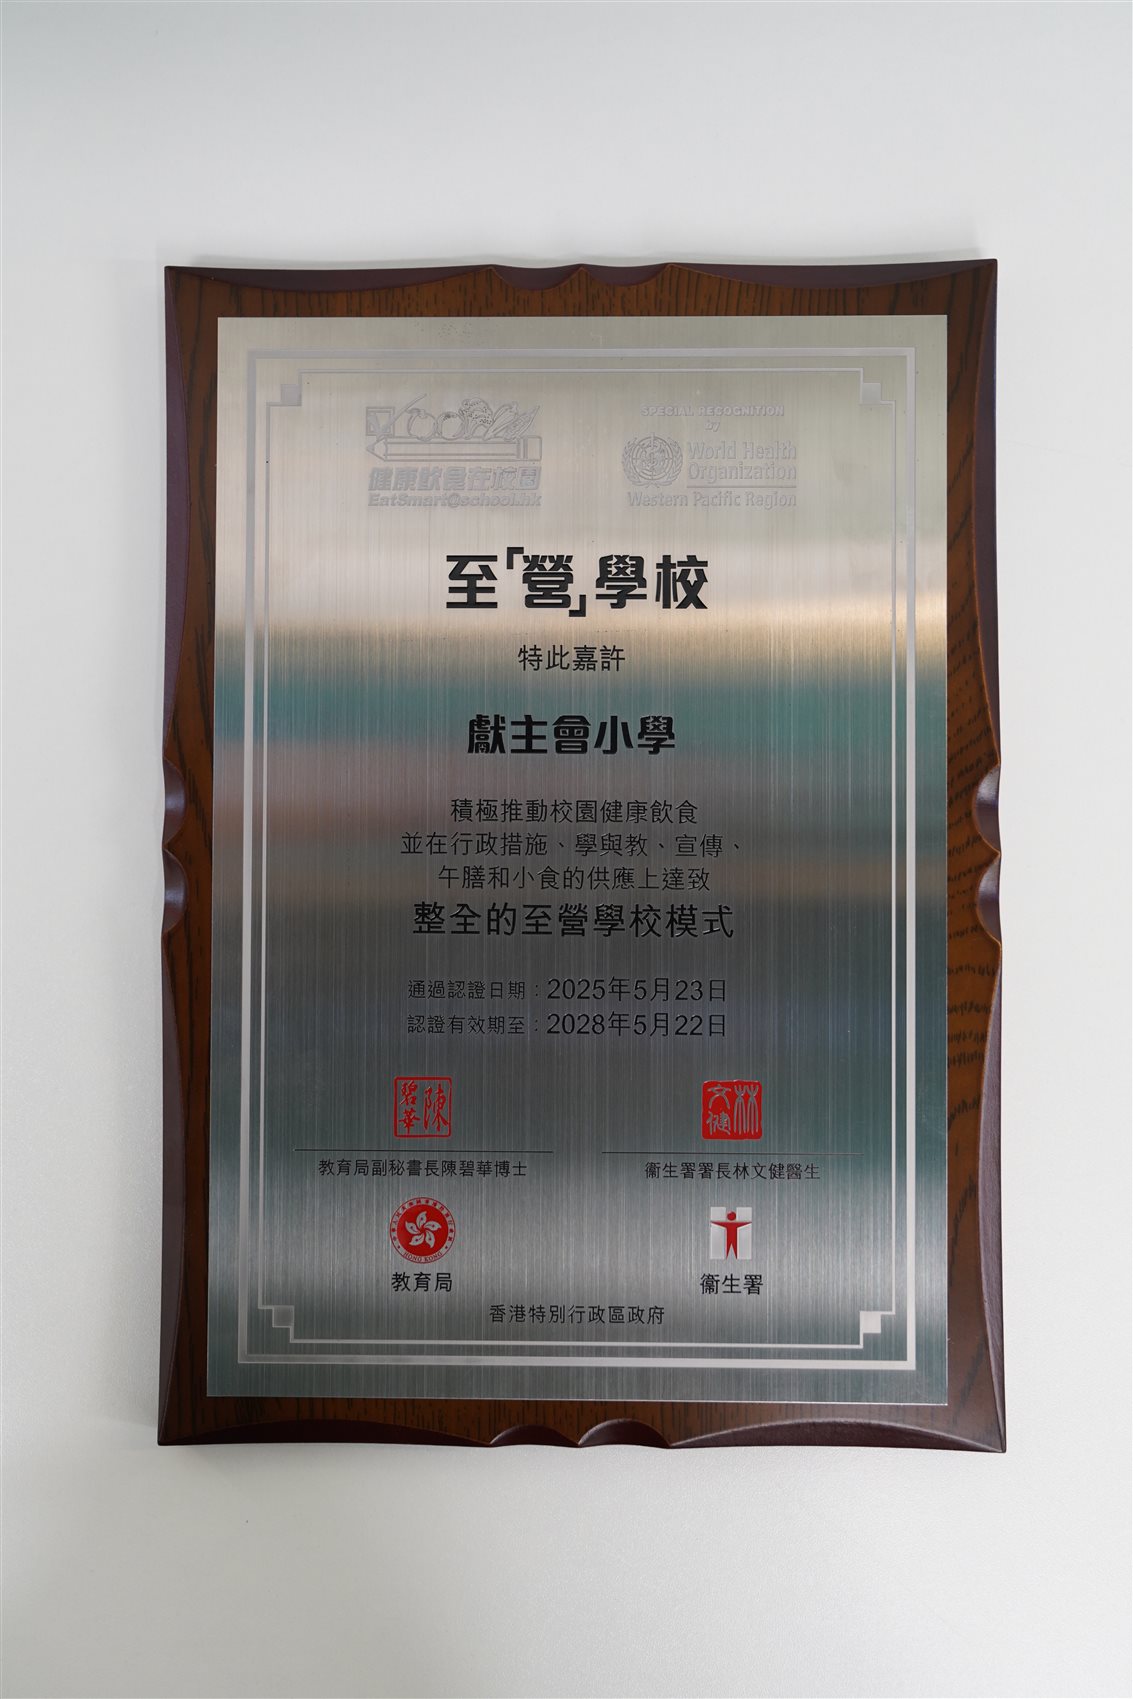 健康飲食在校園
EatSmart@school.hk
SPECIAL RECOGNITION
by
World Health
Organization
Western Pacific Region
至「營」學校
特此嘉許
獻主會小學
積極推動校園健康飲食
並在行政措施、學與教、宣傳、
午膳和小食的供應上達致
整全的至營學校模式
通過認證日期：2025年5月23日
認證有效期至：2028年5月22日
陳碧華
林文健
教育局副秘書長陳碧華博士
衞生署署長林文健醫生
HONG KONG
教育局
衞生署
香港特別行政區政府